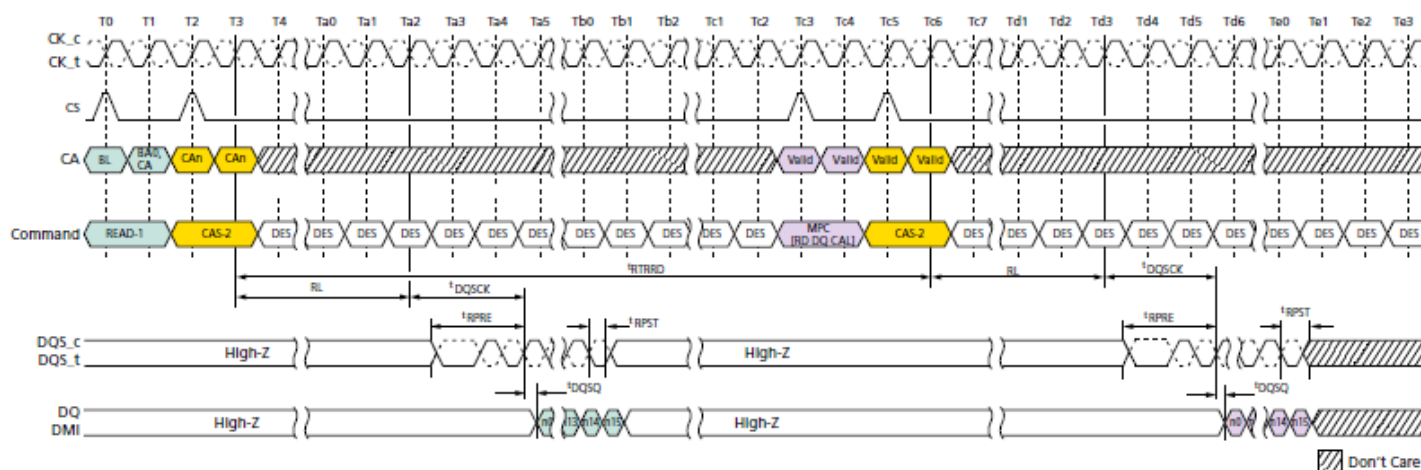 T0 T1 T2 T3 T4 Ta0 Ta1 Ta2 Ta3 Ta4 Ta5 Tb0 Tb1 Tb2 Tc1 Tc2 Tc3 Tc4 Tc5 Tc6 Tc7 Td1 Td2 Td3 Td4 Td5 Td6 Te0 Te1 Te2 Te3
CK_c
CK_t
CS
CA BL BA0, CA CAn CAn Valid Valid Valid Valid
Command READ-1 CAS-2 DES DES DES DES DES DES DES DES DES DES DES DES MPC [RD DQ CAL] CAS-2 DES DES DES DES DES DES DES DES DES DES DES
tRTRRD
RL tDQSCK RL tDQSCK
tRPRE tRPST tRPRE tRPST
DQS_c
DQS_t
High-Z High-Z
tDQSQ tDQSQ
DQ
DMI
High-Z n14 n15 High-Z n0 n14 n15
Don't Care